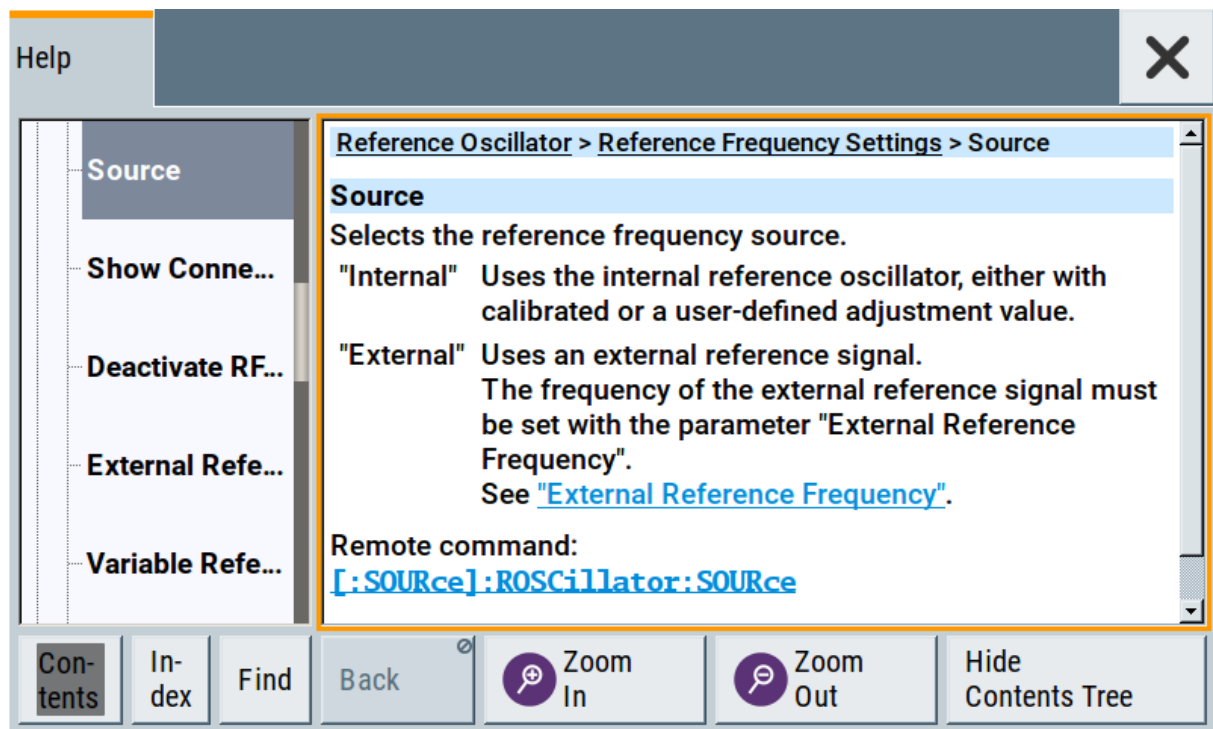 Help
Source
Show Conne...
Deactivate RF...
External Refe...
Variable Refe...
Reference Oscillator > Reference Frequency Settings > Source
Source
Selects the reference frequency source.
"Internal" Uses the internal reference oscillator, either with
calibrated or a user-defined adjustment value.
"External" Uses an external reference signal.
The frequency of the external reference signal must
be set with the parameter "External Reference
Frequency".
See "External Reference Frequency".
Remote command:
[:SOURce]:ROSCillator:SOURce
Con-
tents
In-
dex
Find
Back
Zoom
In
Zoom
Out
Hide
Contents Tree